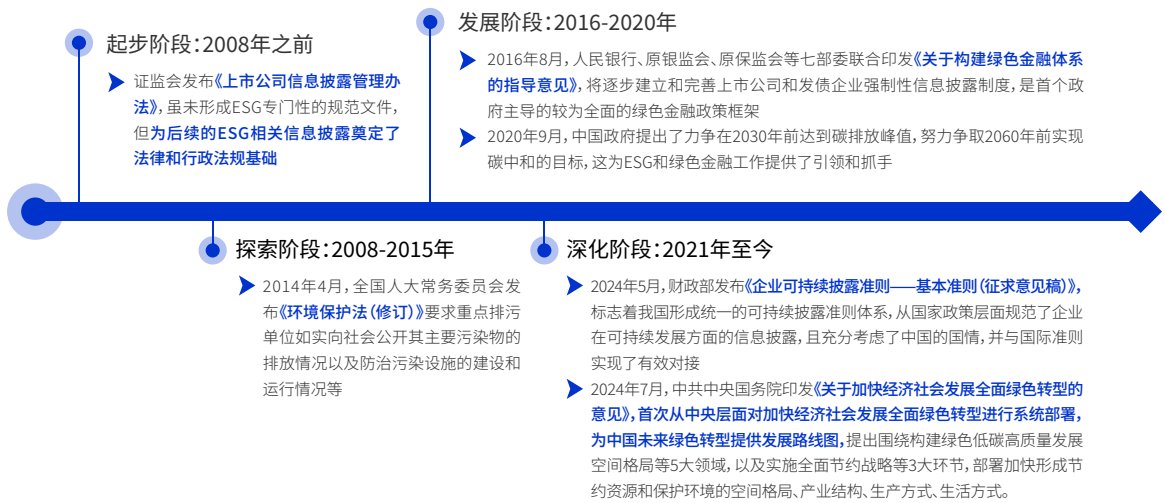 起步阶段：2008年之前
证监会发布《上市公司信息披露管理办
法》，虽未形成ESG专门性的规范文件，
但为后续的ESG相关信息披露奠定了
法律和行政法规基础
发展阶段：2016-2020年
2016年8月，人民银行、原银监会、原保监会等七部委联合印发《关于构建绿色金融体系
的指导意见》，将逐步建立和完善上市公司和发债企业强制性信息披露制度，是首个政
府主导的较为全面的绿色金融政策框架
2020年9月，中国政府提出了力争在2030年前达到碳排放峰值，努力争取2060年前实现
碳中和的目标，这为ESG和绿色金融工作提供了引领和抓手
探索阶段：2008-2015年
2014年4月，全国人大常务委员会发
布《环境保护法（修订）》要求重点排污
单位如实向社会公开其主要污染物的
排放情况以及防治污染设施的建设和
运行情况等
深化阶段：2021年至今
2024年5月，财政部发布《企业可持续披露准则——基本准则（征求意见稿）》，
标志着我国形成统一的可持续披露准则体系，从国家政策层面规范了企业
在可持续发展方面的信息披露，且充分考虑了中国的国情，并与国际准则
实现了有效对接
2024年7月，中共中央国务院印发《关于加快经济社会发展全面绿色转型的
意见》，首次从中央层面对加快经济社会发展全面绿色转型进行系统部署，
为中国未来绿色转型提供发展路线图，提出围绕构建绿色低碳高质量发展
空间格局等5大领域，以及实施全面节约战略等3大环节，部署加快形成节
约资源和保护环境的空间格局、产业结构、生产方式、生活方式。